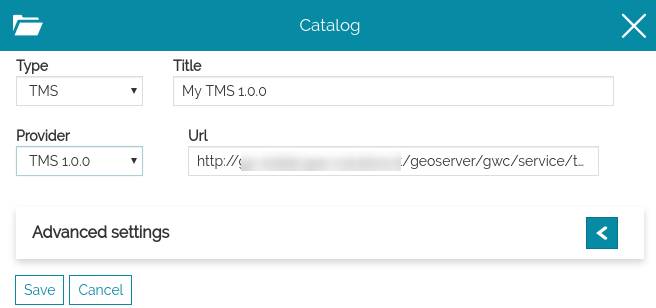 Catalog
Type Title
TMS My TMS 1.0.0
Provider Url
TMS 1.0.0 http:// /geoserver/gwc/service/t...
Advanced settings
Save Cancel